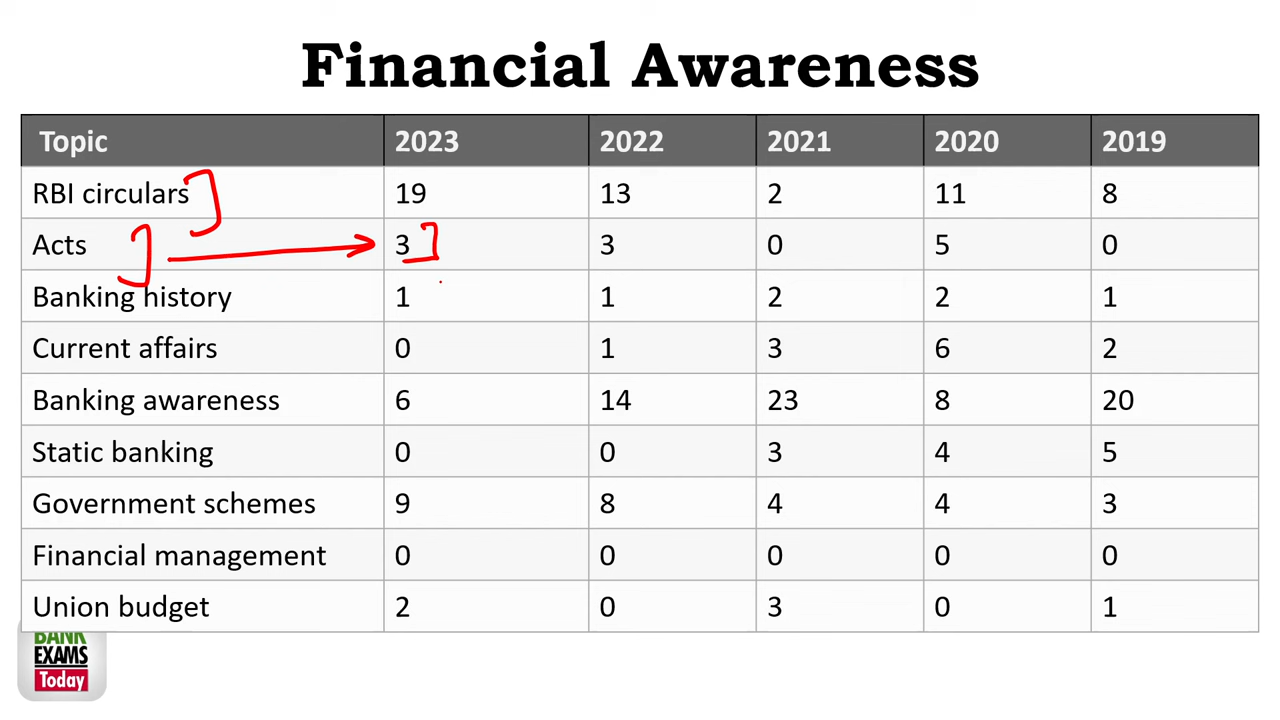 Financial Awareness
Topic 2023 2022 2021 2020 2019
RBI circulars 19 13 2 11 8
Acts 3 3 0 5 0
Banking history 1 1 2 2 1
Current affairs 0 1 3 6 2
Banking awareness 6 14 23 8 20
Static banking 0 0 3 4 5
Government schemes 9 8 4 4 3
Financial management 0 0 0 0 0
Union budget 2 0 3 0 1
BANK
EXAMS
Today